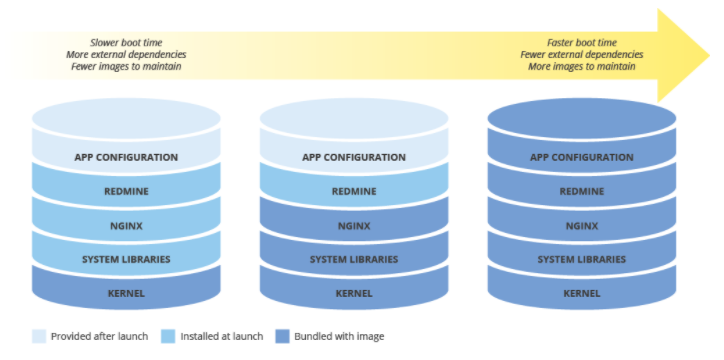 Slower boot time
More external dependencies
Fewer images to maintain
Faster boot time
Fewer external dependencies
More images to maintain
APP CONFIGURATION
REDMINE
NGINX
SYSTEM LIBRARIES
KERNEL
APP CONFIGURATION
REDMINE
NGINX
SYSTEM LIBRARIES
KERNEL
APP CONFIGURATION
REDMINE
NGINX
SYSTEM LIBRARIES
KERNEL
Provided after launch
Installed at launch
Bundled with image